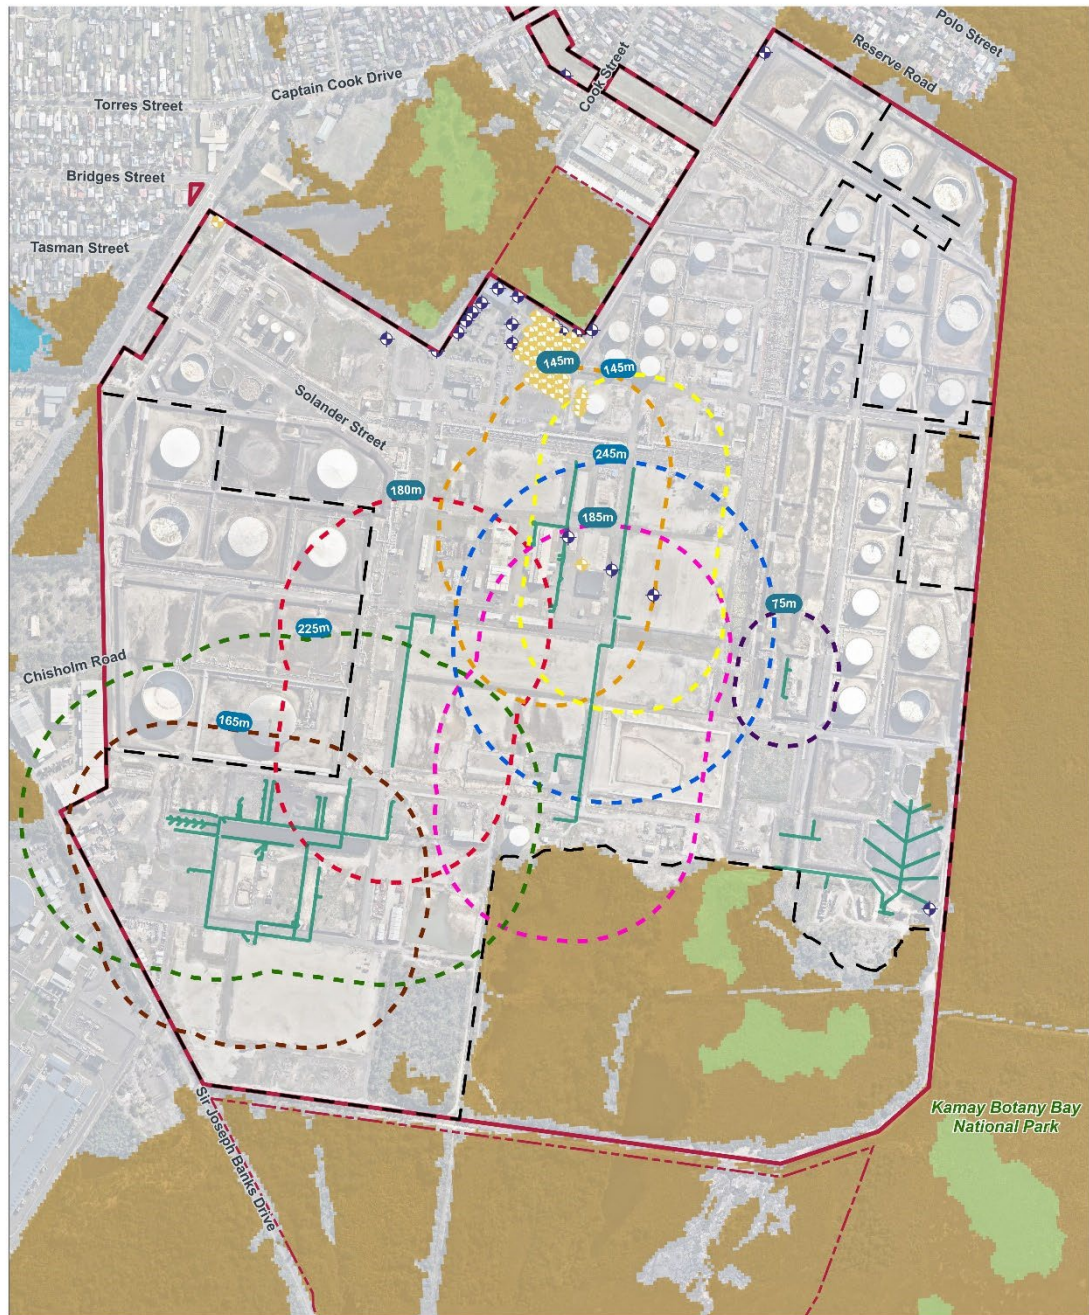 Polo Street
Reserve Road
Cook Street
Captain Cook Drive
Torres Street
Bridges Street
Tasman Street
145m
145m
Solander Street
245m
180m
185m
75m
225m
Chisholm Road
165m
Kamay Botany Bay
National Park
Sir Joseph Banks Drive